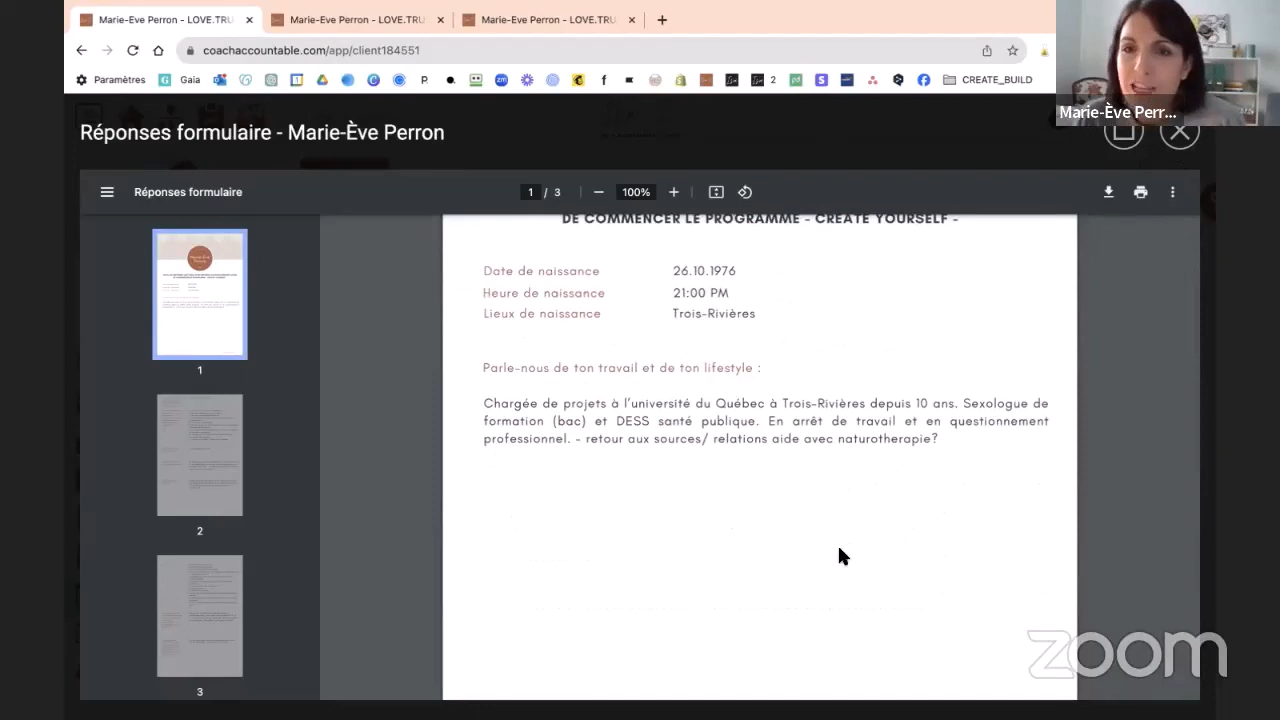 Marie-Eve Perron - LOVE.TRU
Marie-Eve Perron - LOVE.TRU
Marie-Eve Perron - LOVE.TRU
coachaccountable.com/app/client184551
Paramètres
Gaia
2
CREATE_BUILD
Marie-Ève Perr...
Réponses formulaire - Marie-Ève Perron
Réponses formulaire
1 / 3
100%
DE COMMENCER LE PROGRAMME - CREATE YOURSELF -
Date de naissance 26.10.1976
Heure de naissance 21:00 PM
Lieux de naissance Trois-Rivières
Parle-nous de ton travail et de ton lifestyle :
Chargée de projets à l'université du Québec à Trois-Rivières depuis 10 ans. Sexologue de
formation (bac) et DESS santé publique. En arrêt de travail et en questionnement
professionnel. - retour aux sources/ relations aide avec naturotherapie?
1
2
3
zoom